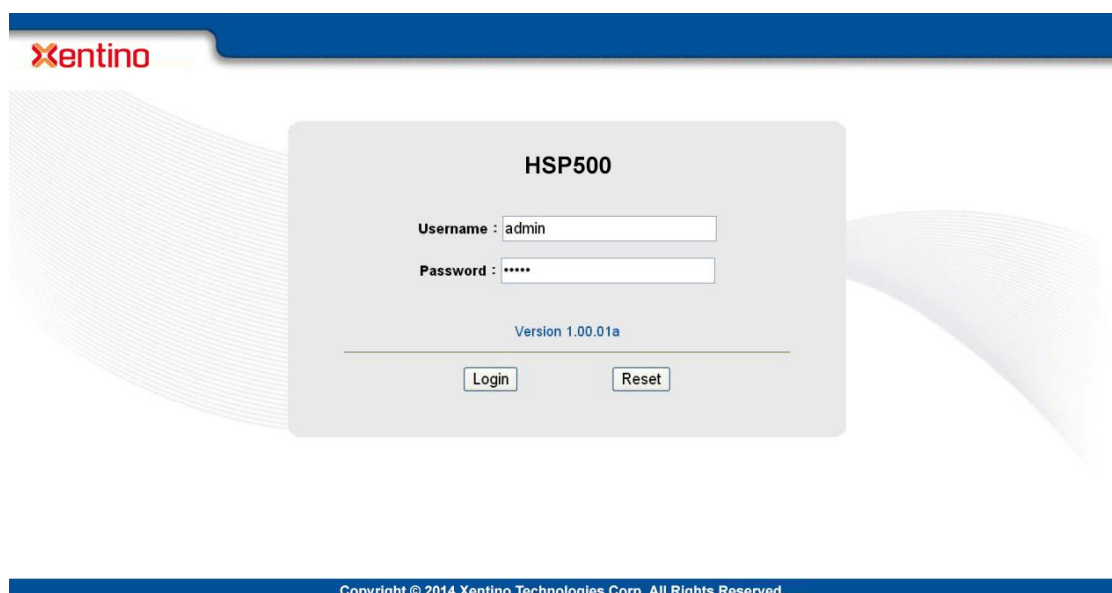 Xentino
HSP500
Username : admin
Password : •••••
Version 1.00.01a
Login Reset
Copyright © 2014 Xentino Technologies Corp. All Rights Reserved